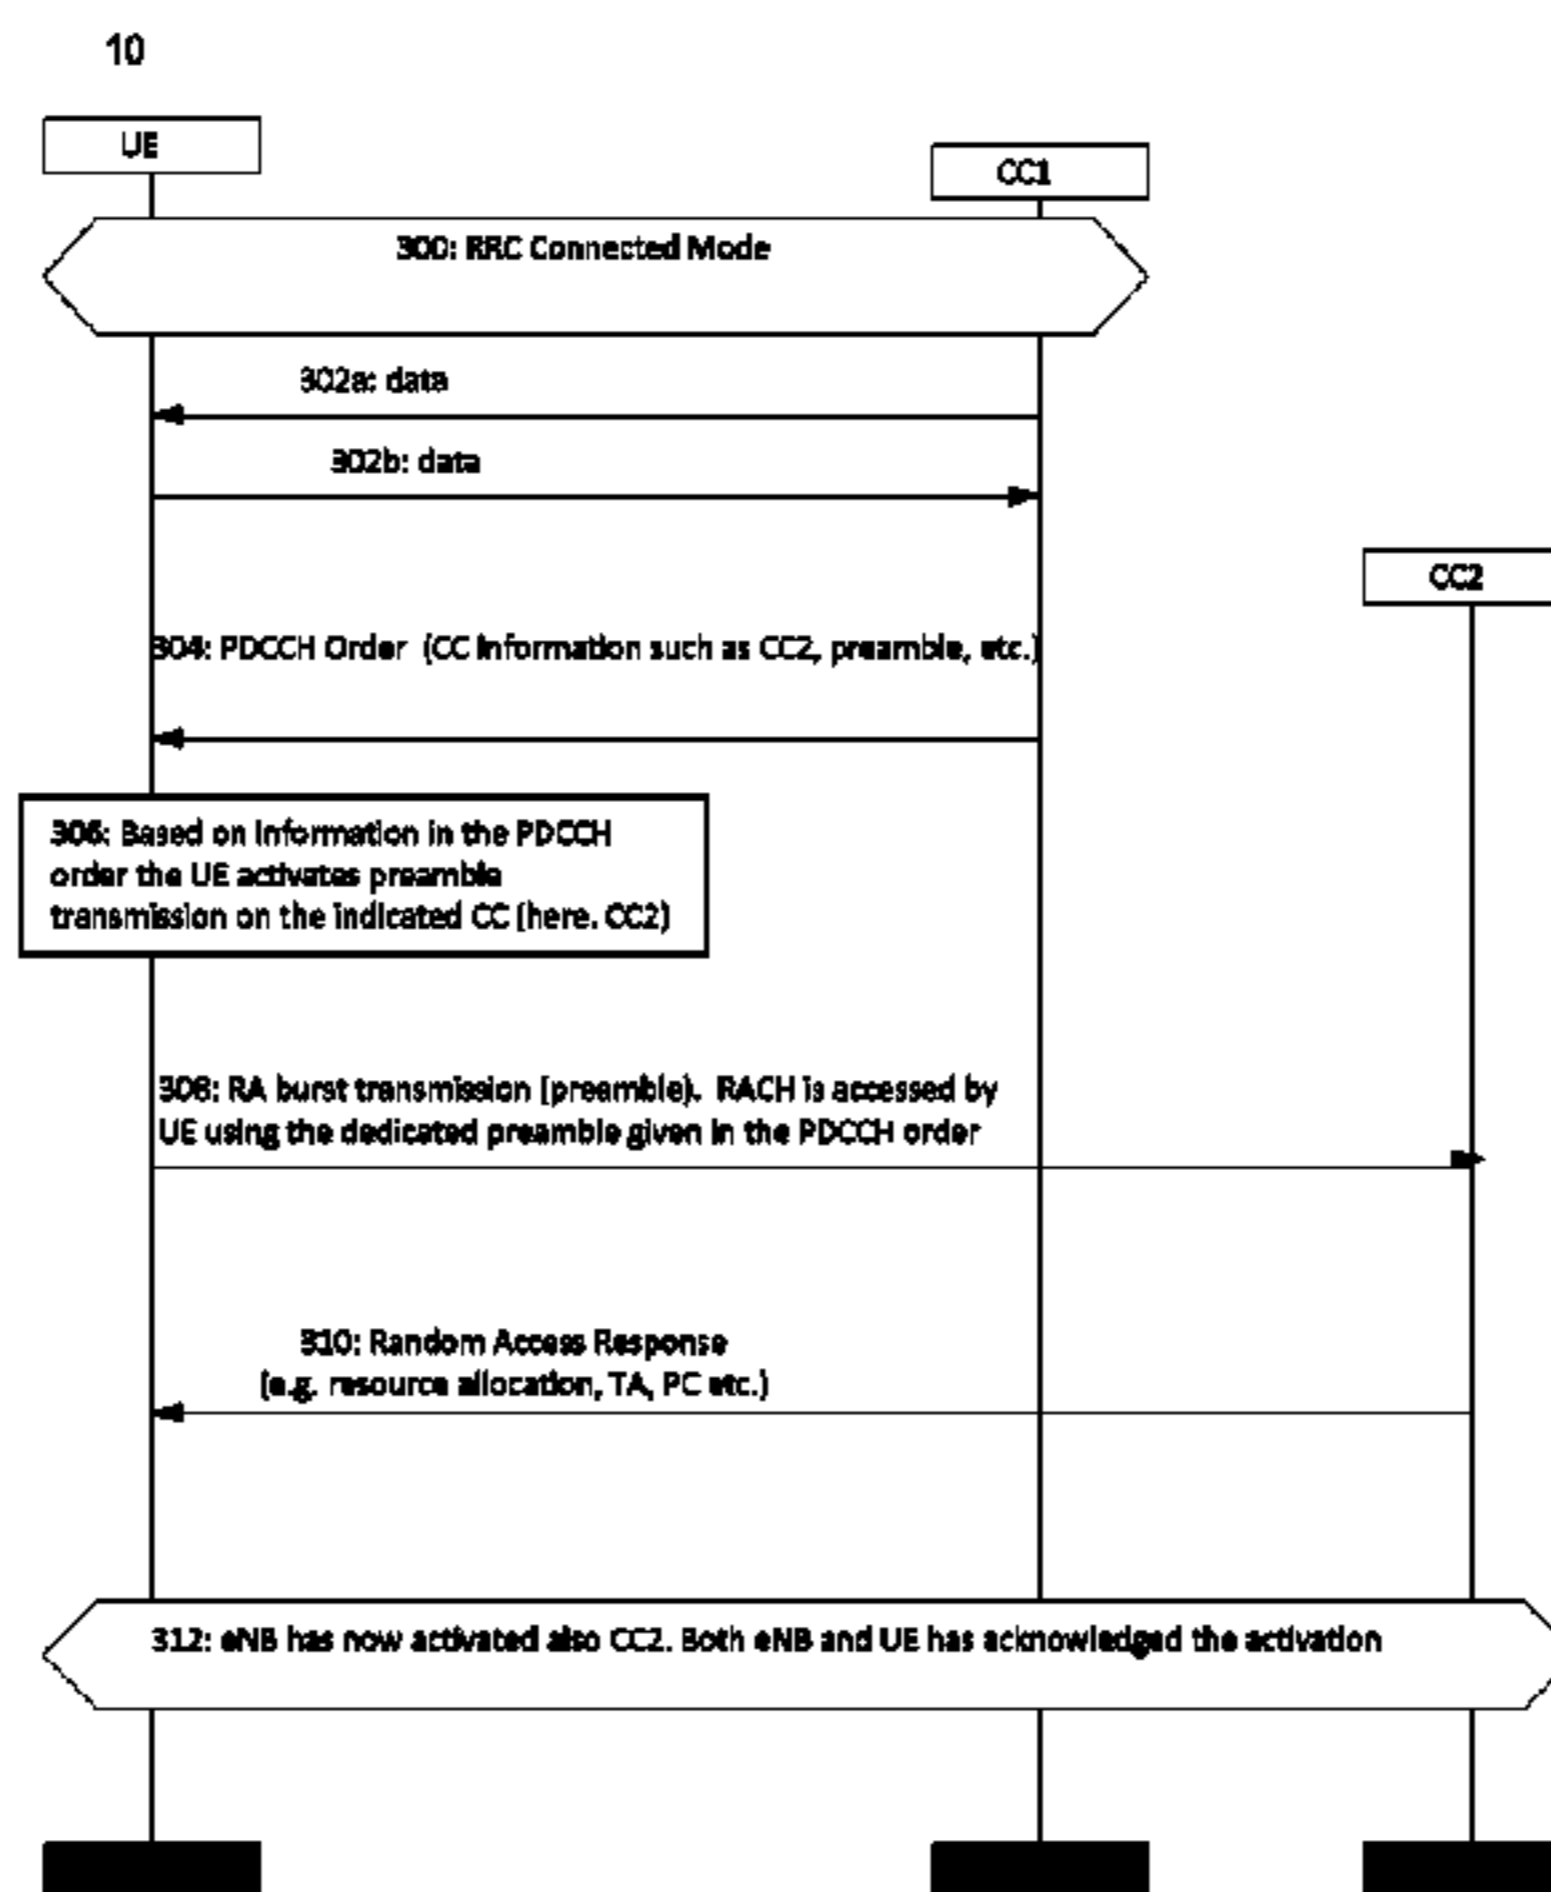 10
UE
CC1
300: RRC Connected Mode
302a: data
302b: data
CC2
304: PDCCH Order (CC information such as CC2, preamble, etc.)
306: Based on information in the PDCCH
order the UE activates preamble
transmission on the indicated CC (here. CC2)
308: RA burst transmission (preamble). RACH is accessed by
UE using the dedicated preamble given in the PDCCH order
310: Random Access Response
(e.g. resource allocation, TA, PC etc.)
312: eNB has now activated also CC2. Both eNB and UE has acknowledged the activation